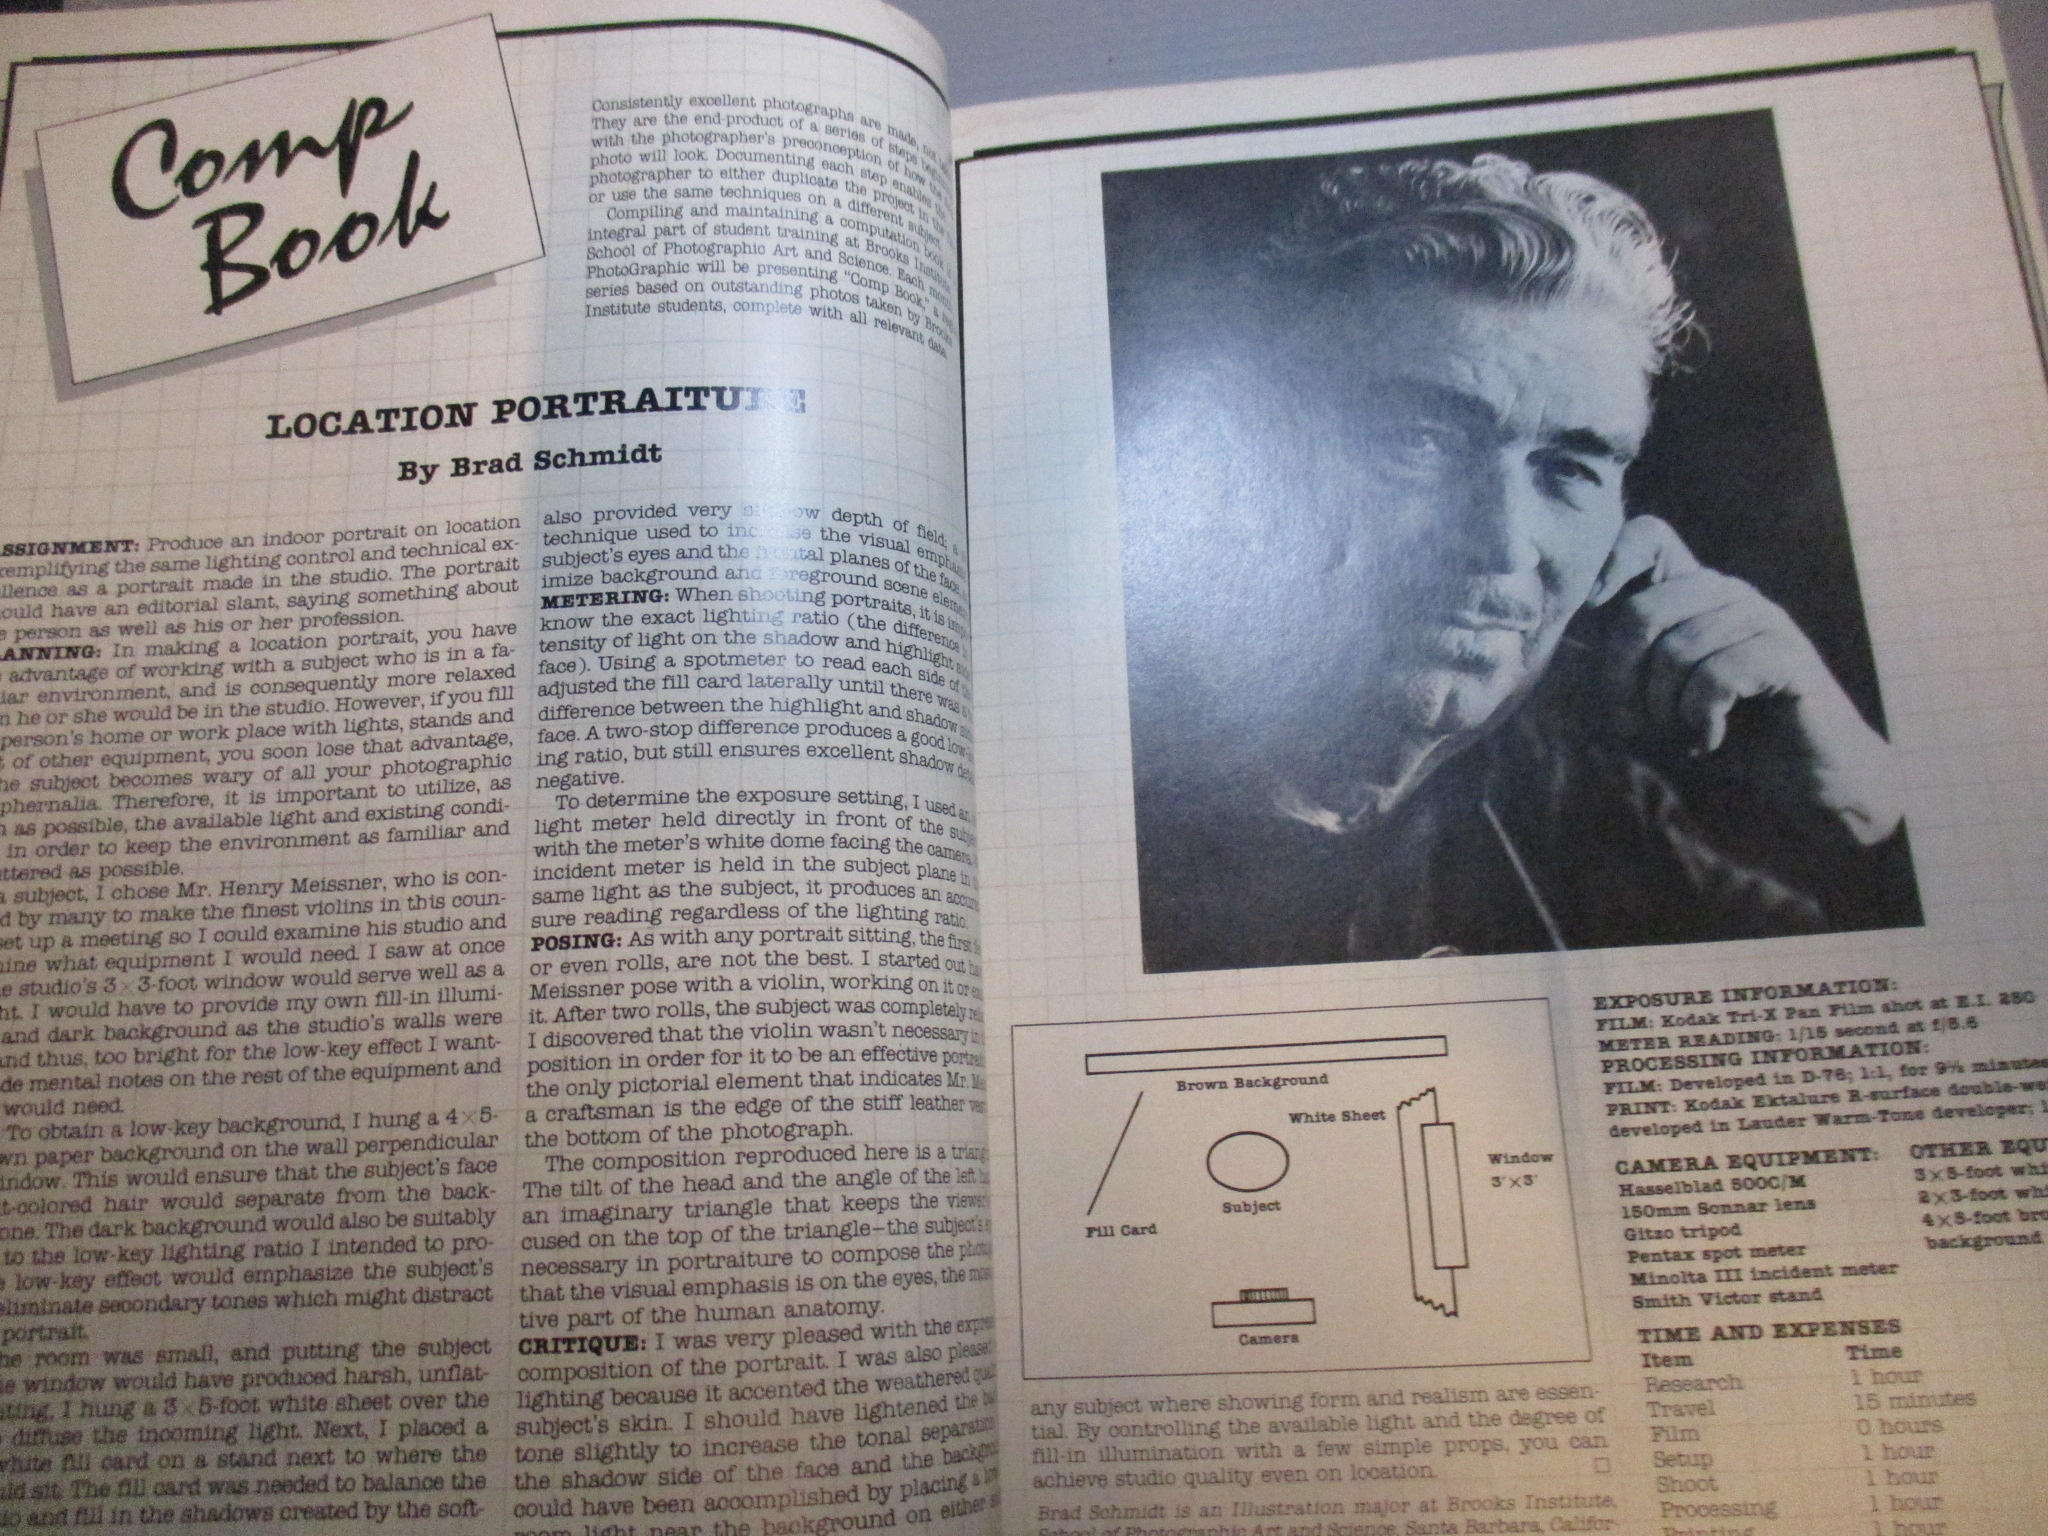 Comp
Book
Consistently excellent photographs are made, not
They are the end-product of a series of steps
with the photographer's preconception of how the
photo will look. Documenting each step enables the
photographer to either duplicate the project in the
or use the same techniques on a different subject.
Compiling and maintaining a computation book
integral part of student training at Brooks Institute
School of Photographic Art and Science. Each month
PhotoGraphic will be presenting "Comp Book," a
series based on outstanding photos taken by Brooks
Institute students, complete with all relevant data.
LOCATION PORTRAITURE
By Brad Schmidt
SSIGNMENT: Produce an indoor portrait on location
emplifying the same lighting control and technical ex-
llence as a portrait made in the studio. The portrait
ould have an editorial slant, saying something about
e person as well as his or her profession.
ANNING: In making a location portrait, you have
advantage of working with a subject who is in a fa-
iar environment, and is consequently more relaxed
n he or she would be in the studio. However, if you fill
person's home or work place with lights, stands and
t of other equipment, you soon lose that advantage,
he subject becomes wary of all your photographic
phernalia. Therefore, it is important to utilize, as
h as possible, the available light and existing condi-
in order to keep the environment as familiar and
ttered as possible.
a subject, I chose Mr. Henry Meissner, who is con-
d by many to make the finest violins in this coun-
set up a meeting so I could examine his studio and
mine what equipment I would need. I saw at once
e studio's 3×3-foot window would serve well as a
ht. I would have to provide my own fill-in illumi-
and dark background as the studio's walls were
and thus, too bright for the low-key effect I want-
de mental notes on the rest of the equipment and
would need.
To obtain a low-key background, I hung a 4×5-
wn paper background on the wall perpendicular
indow. This would ensure that the subject's face
t-colored hair would separate from the back-
one. The dark background would also be suitably
to the low-key lighting ratio I intended to pro-
e low-key effect would emphasize the subject's
eliminate secondary tones which might distract
portrait.
he room was small, and putting the subject
e window would have produced harsh, unflat-
ting, I hung a 3×5-foot white sheet over the
diffuse the incoming light. Next, I placed a
white fill card on a stand next to where the
ld sit. The fill card was needed to balance the
io and fill in the shadows created by the soft-
also provided very shallow depth of field; a
technique used to increase the visual emphasis
subject's eyes and the frontal planes of the face,
imize background and foreground scene elements
METERING: When shooting portraits, it is
know the exact lighting ratio (the difference
tensity of light on the shadow and highlight
face). Using a spotmeter to read each side of
adjusted the fill card laterally until there was a
difference between the highlight and shadow
face. A two-stop difference produces a good low-
ing ratio, but still ensures excellent shadow
negative.
To determine the exposure setting, I used an
light meter held directly in front of the
with the meter's white dome facing the camera.
incident meter is held in the subject plane in
same light as the subject, it produces an
sure reading regardless of the lighting ratio.
POSING: As with any portrait sitting, the first
or even rolls, are not the best. I started out
Meissner pose with a violin, working on it or
it. After two rolls, the subject was completely
I discovered that the violin wasn't necessary
position in order for it to be an effective
the only pictorial element that indicates Mr.
a craftsman is the edge of the stiff leather
the bottom of the photograph.
The composition reproduced here is a
The tilt of the head and the angle of the left
an imaginary triangle that keeps the
cused on the top of the triangle—the subject's
necessary in portraiture to compose the
that the visual emphasis is on the eyes, the
tive part of the human anatomy.
CRITIQUE: I was very pleased with the
composition of the portrait. I was also
lighting because it accented the weathered
subject's skin. I should have lightened the
tone slightly to increase the tonal separation
the shadow side of the face and the
could have been accomplished by placing a
room light near the background on either
Brown Background
White Sheet
Window
3'×3'
Subject
Fill Card
Camera
any subject where showing form and realism are essen-
tial. By controlling the available light and the degree of
fill-in illumination with a few simple props, you can
achieve studio quality even on location.
Brad Schmidt is an Illustration major at Brooks Institute,
School of Photographic Art and Science, Santa Barbara, Califor-
EXPOSURE INFORMATION:
FILM: Kodak Tri-X Pan Film shot at E.I. 250
METER READING: 1/15 second at f/5.6
PROCESSING INFORMATION:
FILM: Developed in D-76; 1:1, for 9½ minutes
PRINT: Kodak Ektalure R-surface double-we
developed in Lauder Warm-Tone developer; 1
CAMERA EQUIPMENT:
Hasselblad 500C/M
150mm Sonnar lens
Gitzo tripod
Pentax spot meter
Minolta III incident meter
Smith Victor stand
OTHER EQU
3×5-foot whi
2×3-foot whi
4×5-foot bro
background
TIME AND EXPENSES
Item Time
Research 1 hour
Travel 15 minutes
Film 0 hours
Setup 1 hour
Shoot 1 hour
Processing 1 hour
Printing 1 hour